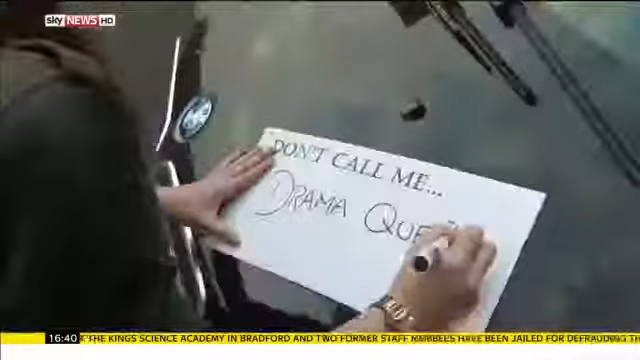 sky NEWS HD
DON'T CALL ME...
DRAMA QUE
16:40 THE KINGS SCIENCE ACADEMY IN BRADFORD AND TWO FORMER STAFF MEMBERS HAVE BEEN JAILED FOR DEFRAUDING